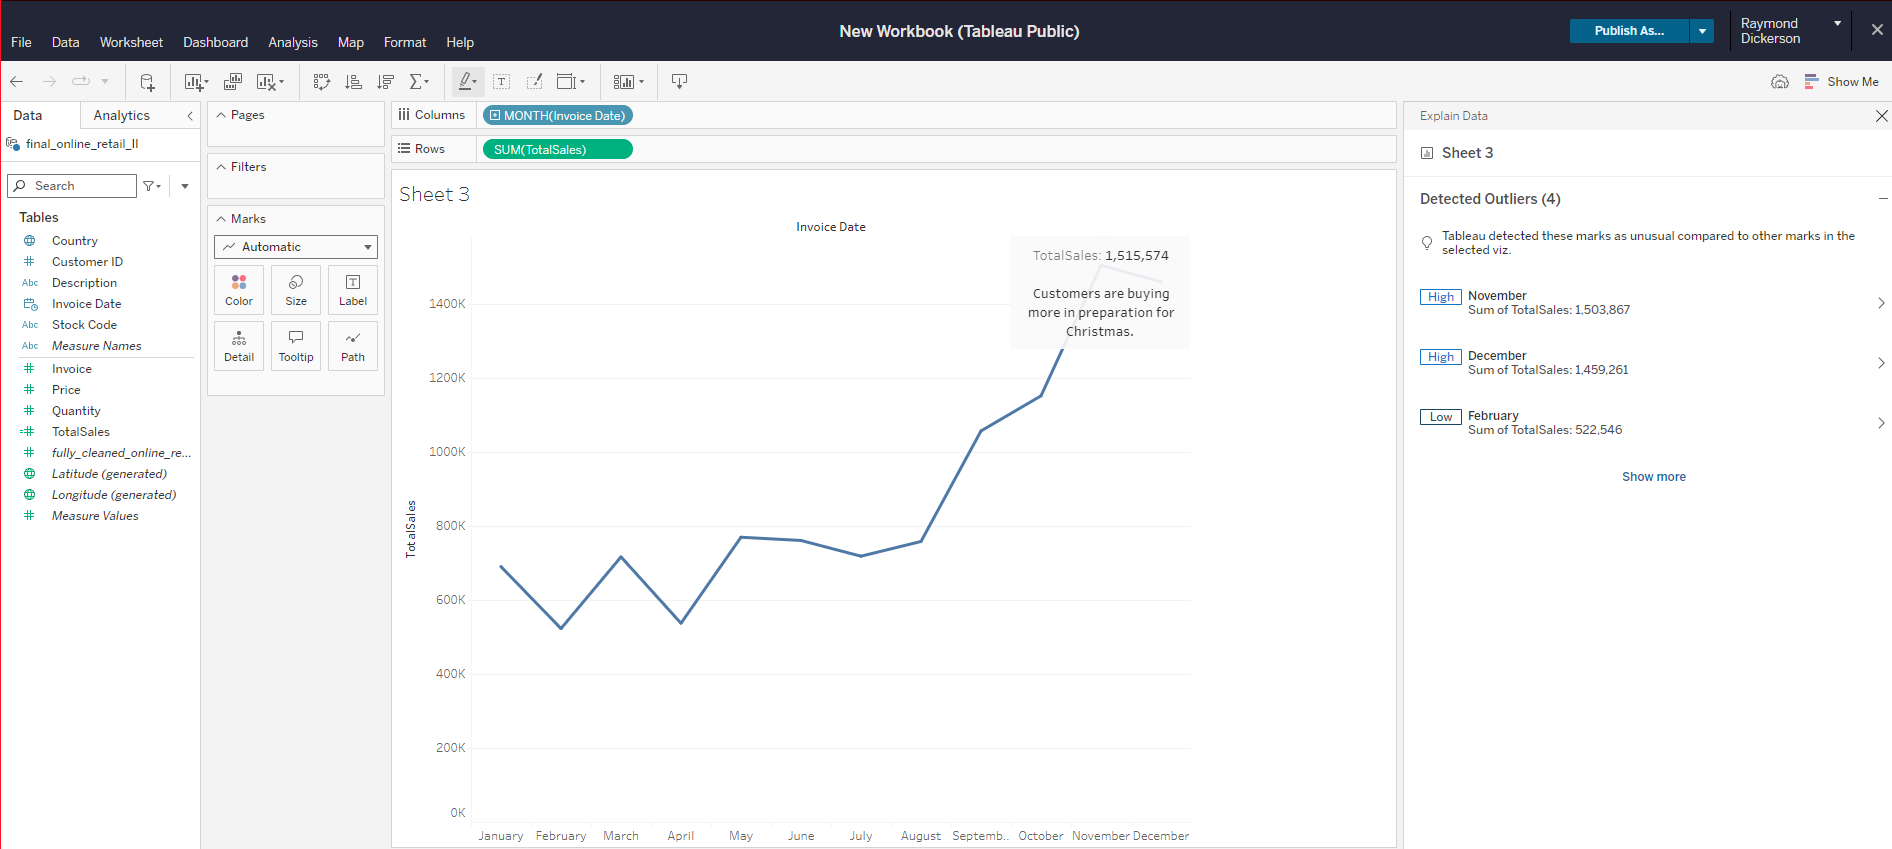 New Workbook (Tableau Public)
Publish As...
Raymond
Dickerson
File Data Worksheet Dashboard Analysis Map Format Help
Show Me
Data Analytics
final_online_retail_II
Search
Tables
Country
Customer ID
Abc Description
Invoice Date
Abc Stock Code
Abc Measure Names
Invoice
Price
Quantity
TotalSales
fully_cleaned_online_re...
Latitude (generated)
Longitude (generated)
Measure Values
Pages
Filters
Marks
Automatic
Color Size Label
Detail Tooltip Path
Columns MONTH(Invoice Date)
Rows SUM(TotalSales)
Sheet 3
Invoice Date
TotalSales: 1,515,574
Customers are buying
more in preparation for
Christmas.
TotalSales
1400K
1200K
1000K
800K
600K
400K
200K
0K
January February March April May June July August Septemb.. October November December
Explain Data
Sheet 3
Detected Outliers (4)
Tableau detected these marks as unusual compared to other marks in the
selected viz.
High November
Sum of TotalSales: 1,503,867
High December
Sum of TotalSales: 1,459,261
Low February
Sum of TotalSales: 522,546
Show more